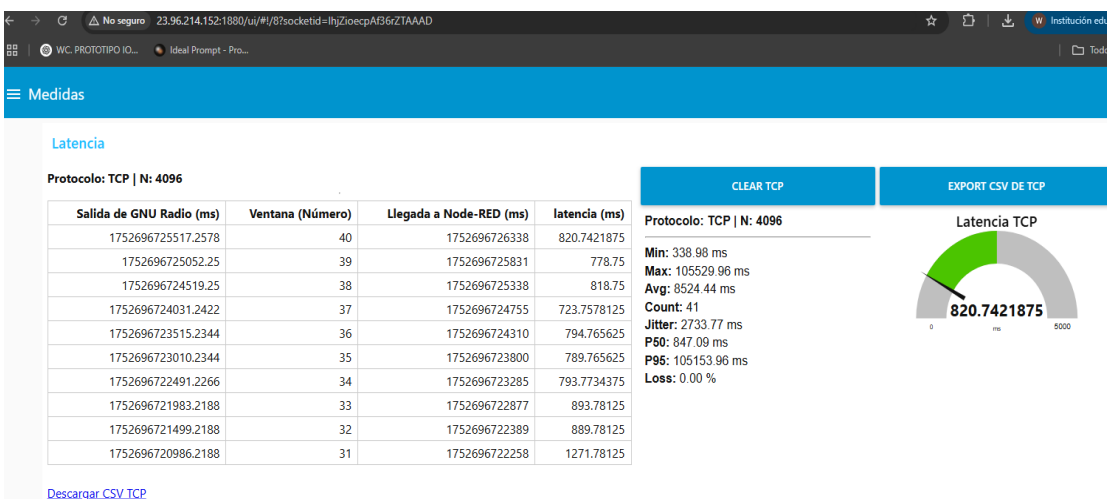 No seguro 23.96.214.152:1880/ui/#!/8?socketid=IhjZioecpAf36rZTAAAD W Institución edu
WC. PROTOTIPO IO... Ideal Prompt - Pro... Todo
Medidas
Latencia
Protocolo: TCP | N: 4096
CLEAR TCP EXPORT CSV DE TCP
Salida de GNU Radio (ms) Ventana (Número) Llegada a Node-RED (ms) latencia (ms)
1752696725517.2578 40 1752696726338 820.7421875
1752696725052.25 39 1752696725831 778.75
1752696724519.25 38 1752696725338 818.75
1752696724031.2422 37 1752696724755 723.7578125
1752696723515.2344 36 1752696724310 794.765625
1752696723010.2344 35 1752696723800 789.765625
1752696722491.2266 34 1752696723285 793.7734375
1752696721983.2188 33 1752696722877 893.78125
1752696721499.2188 32 1752696722389 889.78125
1752696720986.2188 31 1752696722258 1271.78125
Descargar CSV TCP
Protocolo: TCP | N: 4096
Min: 338.98 ms
Max: 105529.96 ms
Avg: 8524.44 ms
Count: 41
Jitter: 2733.77 ms
P50: 847.09 ms
P95: 105153.96 ms
Loss: 0.00 %
Latencia TCP
820.7421875
0 ms 5000